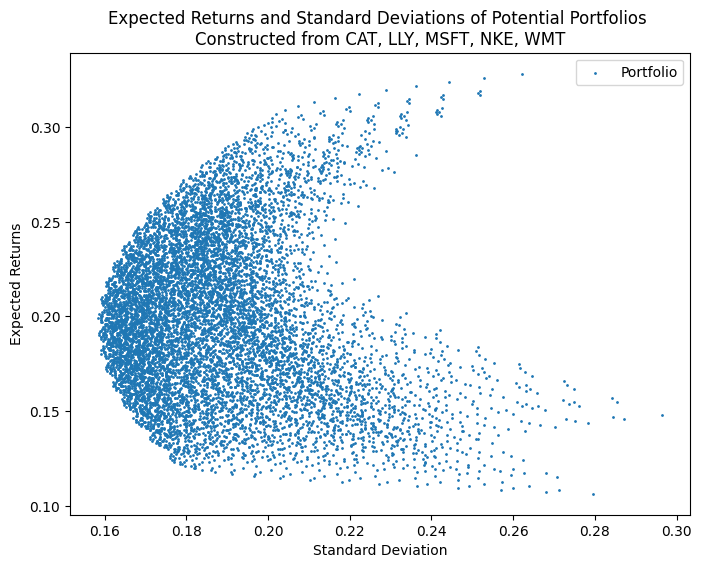 Expected Returns and Standard Deviations of Potential Portfolios
Constructed from CAT, LLY, MSFT, NKE, WMT
Portfolio
Expected Returns
0.30
0.25
0.20
0.15
0.10
0.16 0.18 0.20 0.22 0.24 0.26 0.28 0.30
Standard Deviation